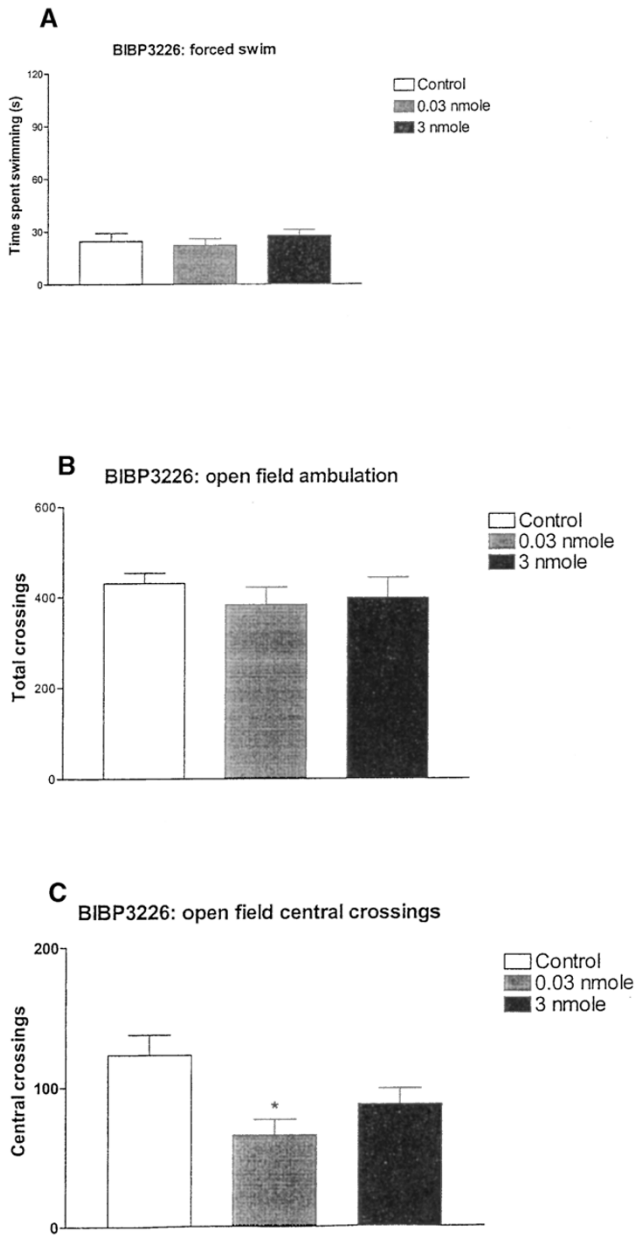 A
BIBP3226: forced swim
120
90
60
30
0
Time spent swimming (s)
Control
0.03 nmole
3 nmole
B
BIBP3226: open field ambulation
600
400
200
0
Total crossings
Control
0.03 nmole
3 nmole
C
BIBP3226: open field central crossings
200
100
0
Central crossings
*
Control
0.03 nmole
3 nmole